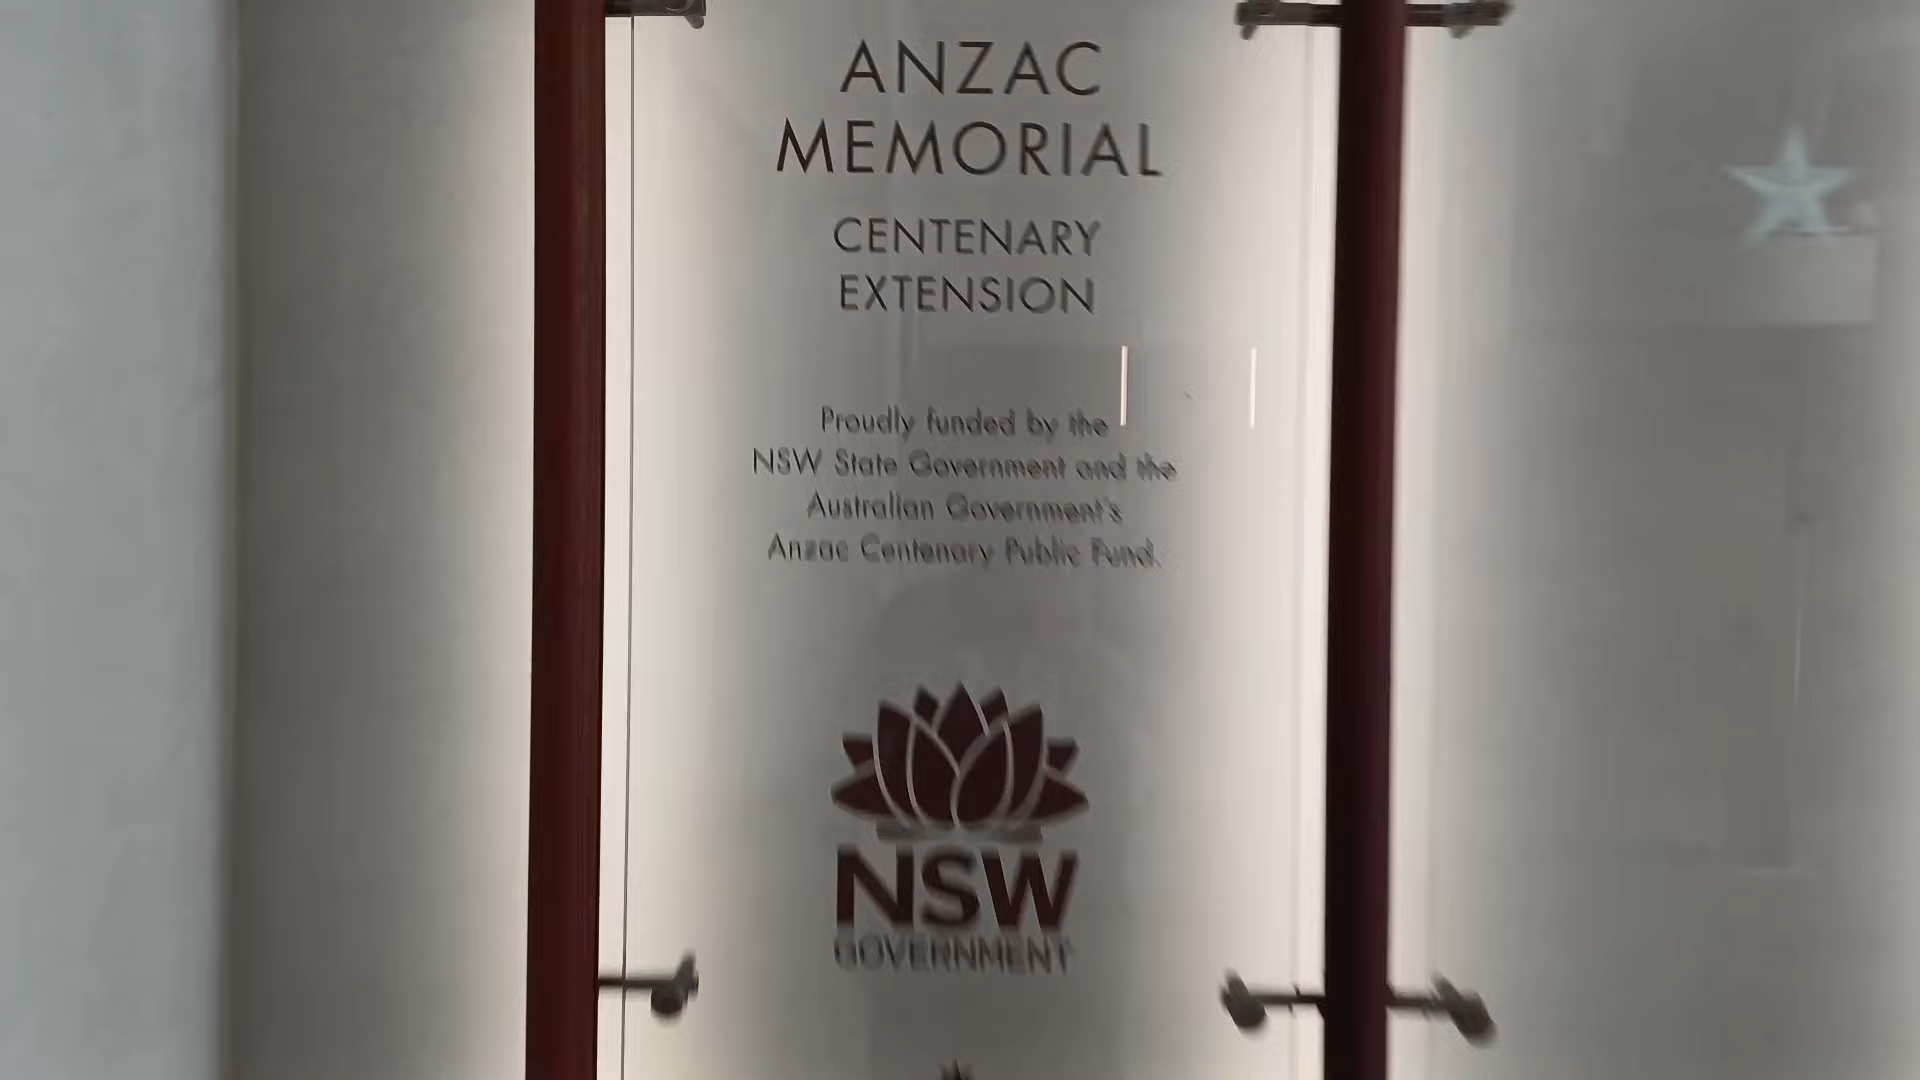 ANZAC
MEMORIAL
CENTENARY
EXTENSION
Proudly funded by the
NSW State Government and the
Australian Government's
Anzac Centenary Public Fund.
NSW
GOVERNMENT